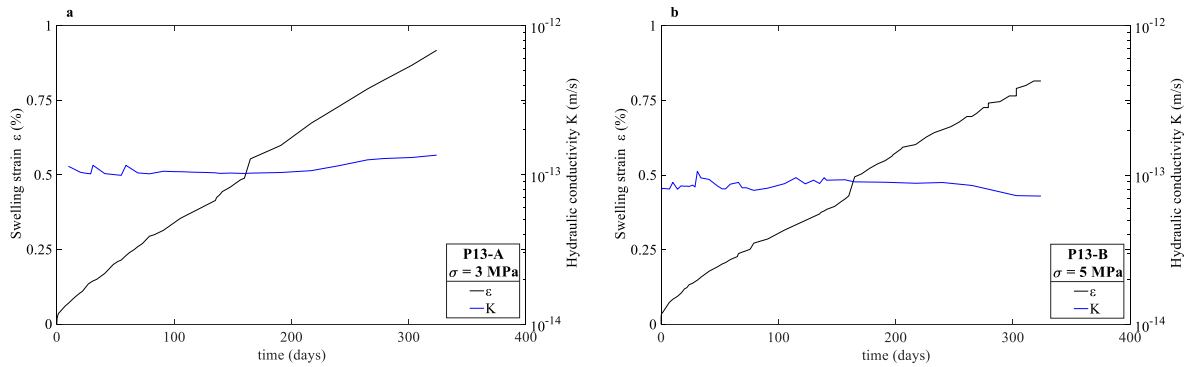 a
1
0.75
0.5
0.25
0
Swelling strain ε (%)
10⁻¹²
10⁻¹³
10⁻¹⁴
Hydraulic conductivity K (m/s)
P13-A
σ = 3 MPa
ε
K
0
100
200
300
400
time (days)
b
1
0.75
0.5
0.25
0
Swelling strain ε (%)
10⁻¹²
10⁻¹³
10⁻¹⁴
Hydraulic conductivity K (m/s)
P13-B
σ = 5 MPa
ε
K
0
100
200
300
400
time (days)